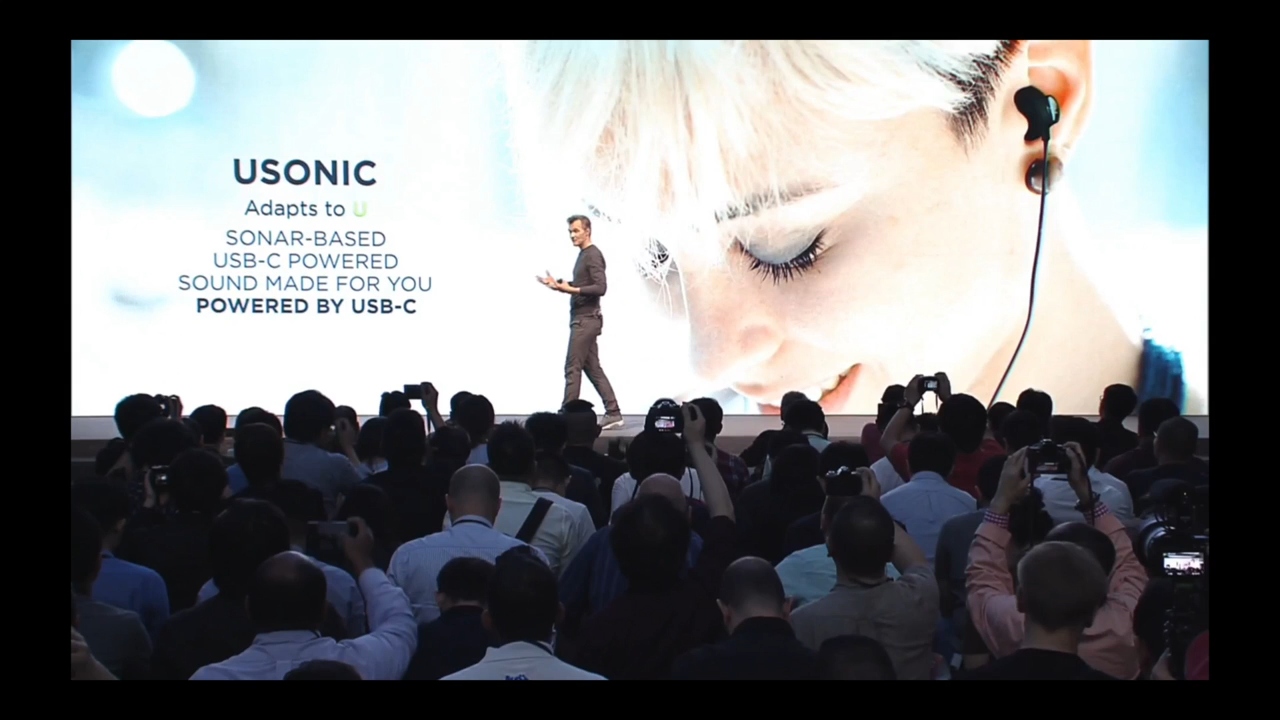 USONIC
Adapts to U
SONAR-BASED
USB-C POWERED
SOUND MADE FOR YOU
POWERED BY USB-C